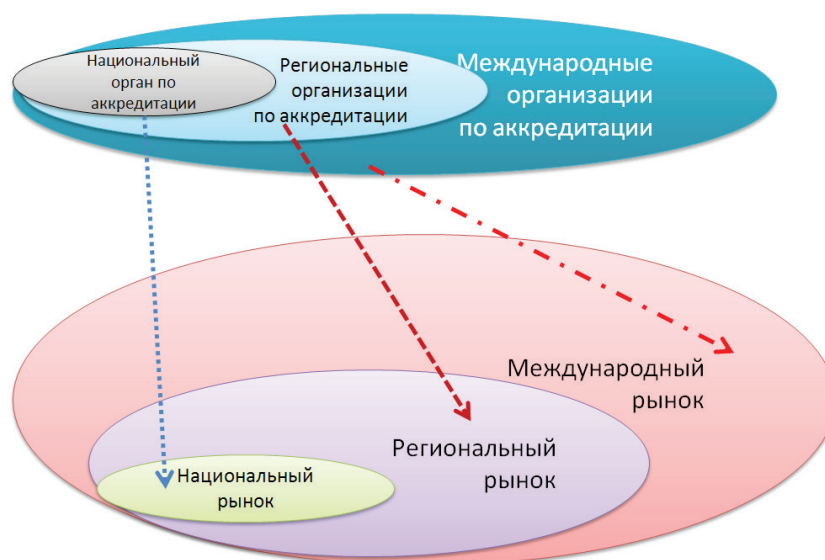 Национальный
орган по
аккредитации
Региональные
организации
по аккредитации
Международные
организации
по аккредитации
Международный
рынок
Региональный
рынок
Национальный
рынок